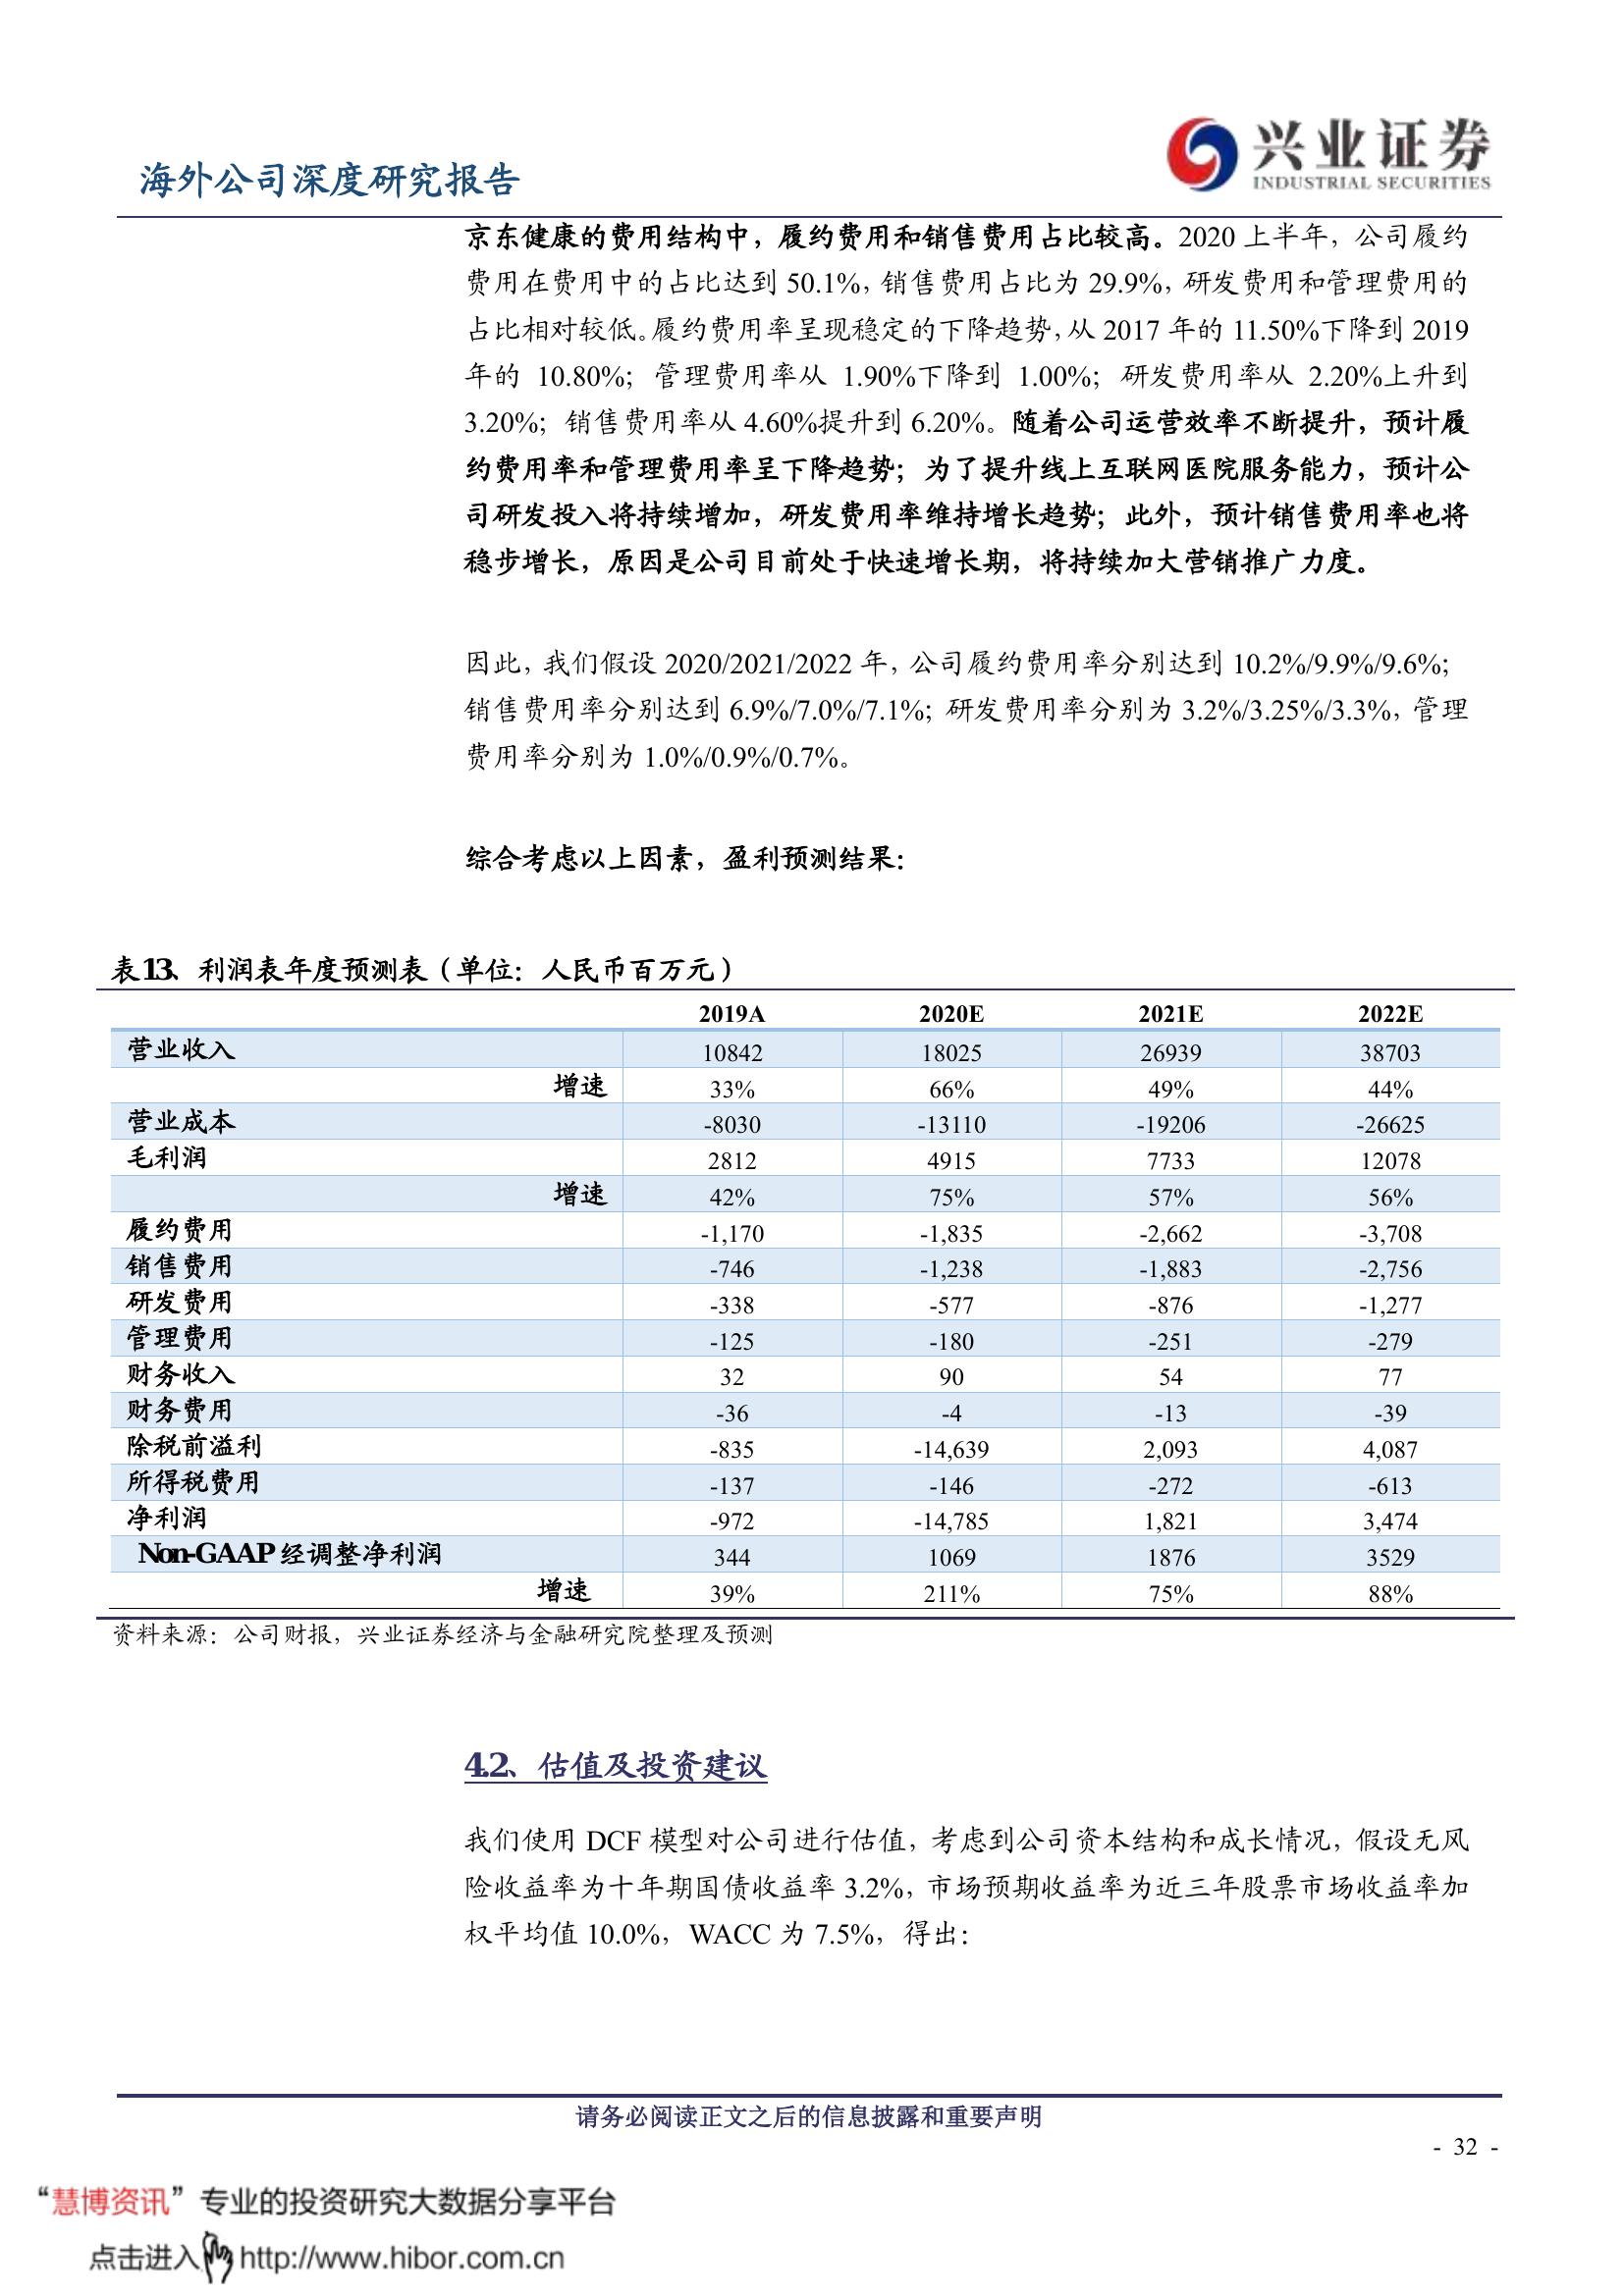 海外公司深度研究报告
兴业证券
INDUSTRIAL SECURITIES
京东健康的费用结构中，履约费用和销售费用占比较高。2020 上半年，公司履约
费用在费用中的占比达到 50.1%，销售费用占比为 29.9%，研发费用和管理费用的
占比相对较低。履约费用率呈现稳定的下降趋势，从 2017 年的 11.50%下降到 2019
年的 10.80%；管理费用率从 1.90%下降到 1.00%；研发费用率从 2.20%上升到
3.20%；销售费用率从 4.60%提升到 6.20%。随着公司运营效率不断提升，预计履
约费用率和管理费用率呈下降趋势；为了提升线上互联网医院服务能力，预计公
司研发投入将持续增加，研发费用率维持增长趋势；此外，预计销售费用率也将
稳步增长，原因是公司目前处于快速增长期，将持续加大营销推广力度。
因此，我们假设 2020/2021/2022 年，公司履约费用率分别达到 10.2%/9.9%/9.6%；
销售费用率分别达到 6.9%/7.0%/7.1%；研发费用率分别为 3.2%/3.25%/3.3%，管理
费用率分别为 1.0%/0.9%/0.7%。
综合考虑以上因素，盈利预测结果：
表13、利润表年度预测表（单位：人民币百万元）
2019A 2020E 2021E 2022E
营业收入 10842 18025 26939 38703
增速 33% 66% 49% 44%
营业成本 -8030 -13110 -19206 -26625
毛利润 2812 4915 7733 12078
增速 42% 75% 57% 56%
履约费用 -1,170 -1,835 -2,662 -3,708
销售费用 -746 -1,238 -1,883 -2,756
研发费用 -338 -577 -876 -1,277
管理费用 -125 -180 -251 -279
财务收入 32 90 54 77
财务费用 -36 -4 -13 -39
除税前溢利 -835 -14,639 2,093 4,087
所得税费用 -137 -146 -272 -613
净利润 -972 -14,785 1,821 3,474
Non-GAAP 经调整净利润 344 1069 1876 3529
增速 39% 211% 75% 88%
资料来源：公司财报，兴业证券经济与金融研究院整理及预测
4.2、估值及投资建议
我们使用 DCF 模型对公司进行估值，考虑到公司资本结构和成长情况，假设无风
险收益率为十年期国债收益率 3.2%，市场预期收益率为近三年股票市场收益率加
权平均值 10.0%，WACC 为 7.5%，得出：
请务必阅读正文之后的信息披露和重要声明
- 32 -
“慧博资讯”专业的投资研究大数据分享平台
点击进入 http://www.hibor.com.cn